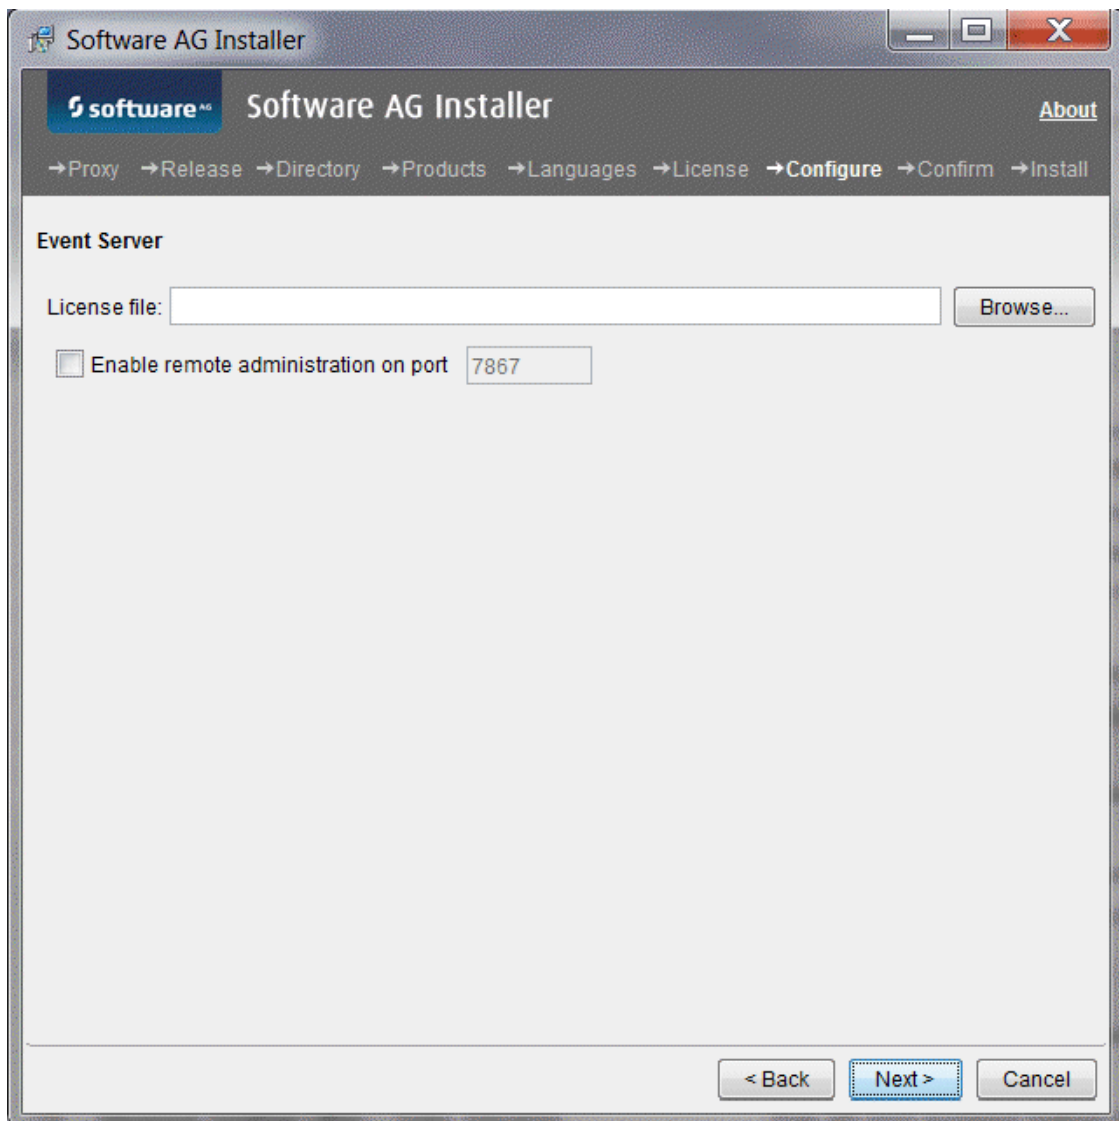 Software AG Installer
software AG Software AG Installer About
→Proxy →Release →Directory →Products →Languages →License →Configure →Confirm →Install
Event Server
License file: Browse...
Enable remote administration on port 7867
< Back Next > Cancel